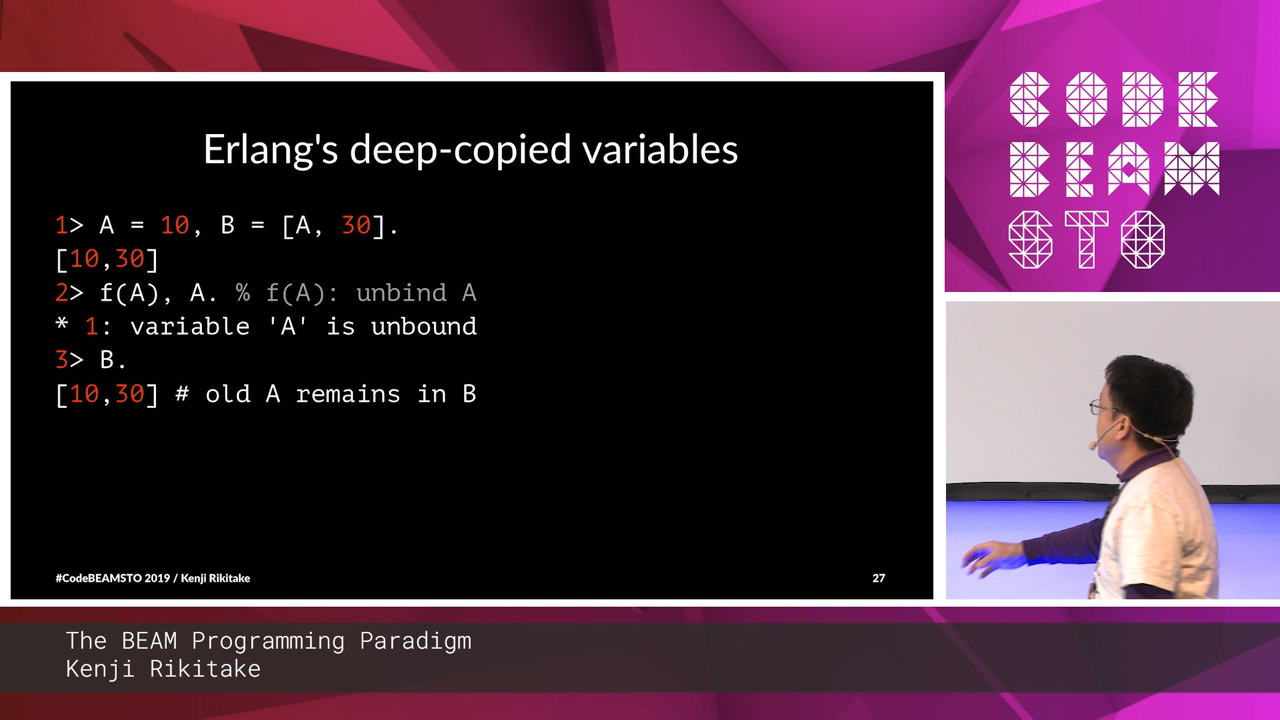 Erlang's deep-copied variables
1> A = 10, B = [A, 30].
[10,30]
2> f(A), A. % f(A): unbind A
* 1: variable 'A' is unbound
3> B.
[10,30] # old A remains in B
#CodeBEAMSTO 2019 / Kenji Rikitake
27
CODE
BEAM
STO
The BEAM Programming Paradigm
Kenji Rikitake